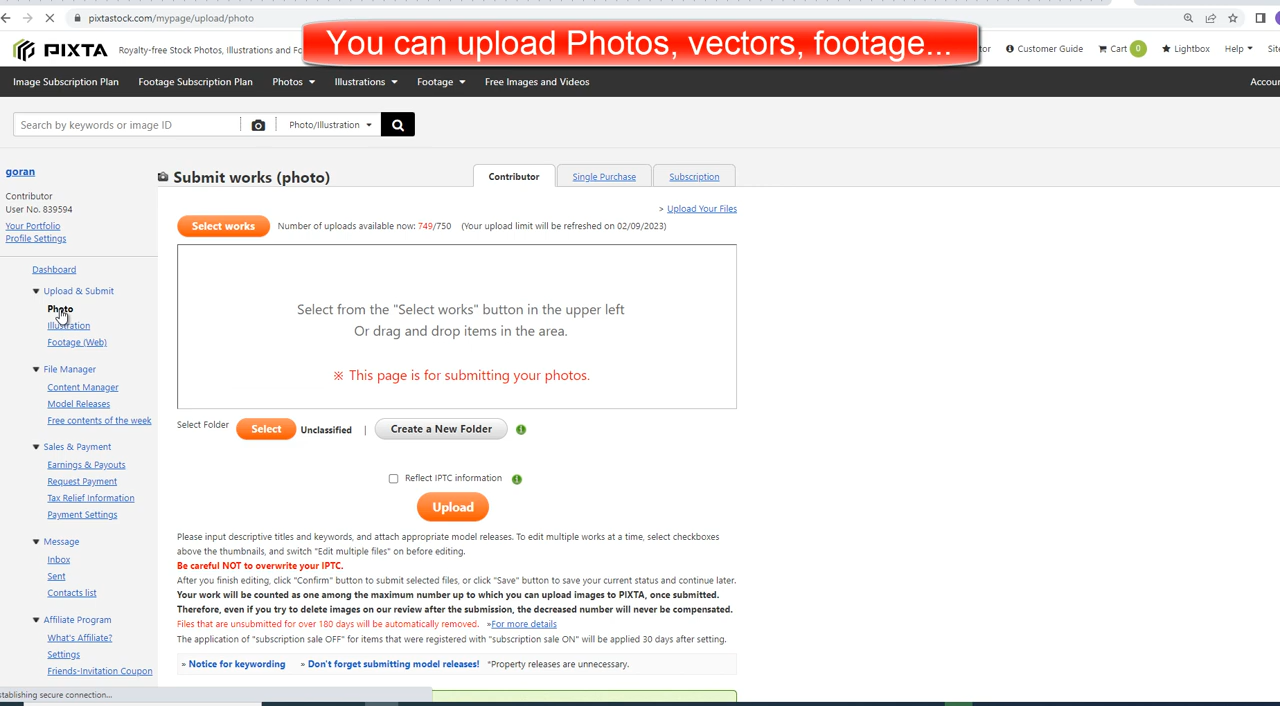 pixtastock.com/mypage/upload/photo
You can upload Photos, vectors, footage...
PIXTA Royalty-free Stock Photos, Illustrations and Fo
Customer Guide Cart 0 Lightbox Help
Image Subscription Plan Footage Subscription Plan Photos Illustrations Footage Free Images and Videos Accou
Search by keywords or image ID Photo/Illustration
goran
Contributor
User No. 839594
Your Portfolio
Profile Settings
Dashboard
Upload & Submit
Photo
Illustration
Footage (Web)
File Manager
Content Manager
Model Releases
Free contents of the week
Sales & Payment
Earnings & Payouts
Request Payment
Tax Relief Information
Payment Settings
Message
Inbox
Sent
Contacts list
Affiliate Program
What's Affiliate?
Settings
Friends-Invitation Coupon
Submit works (photo) Contributor Single Purchase Subscription
> Upload Your Files
Select works Number of uploads available now: 749/750 (Your upload limit will be refreshed on 02/09/2023)
Select from the "Select works" button in the upper left
Or drag and drop items in the area.
※ This page is for submitting your photos.
Select Folder Select Unclassified | Create a New Folder
Reflect IPTC information
Upload
Please input descriptive titles and keywords, and attach appropriate model releases. To edit multiple works at a time, select checkboxes
above the thumbnails, and switch "Edit multiple files" on before editing.
Be careful NOT to overwrite your IPTC.
After you finish editing, click "Confirm" button to submit selected files, or click "Save" button to save your current status and continue later.
Your work will be counted as one among the maximum number up to which you can upload images to PIXTA, once submitted.
Therefore, even if you try to delete images on our review after the submission, the decreased number will never be compensated.
Files that are unsubmitted for over 180 days will be automatically removed. »For more details
The application of "subscription sale OFF" for items that were registered with "subscription sale ON" will be applied 30 days after setting.
» Notice for keywording » Don't forget submitting model releases! *Property releases are unnecessary.
stablishing secure connection...